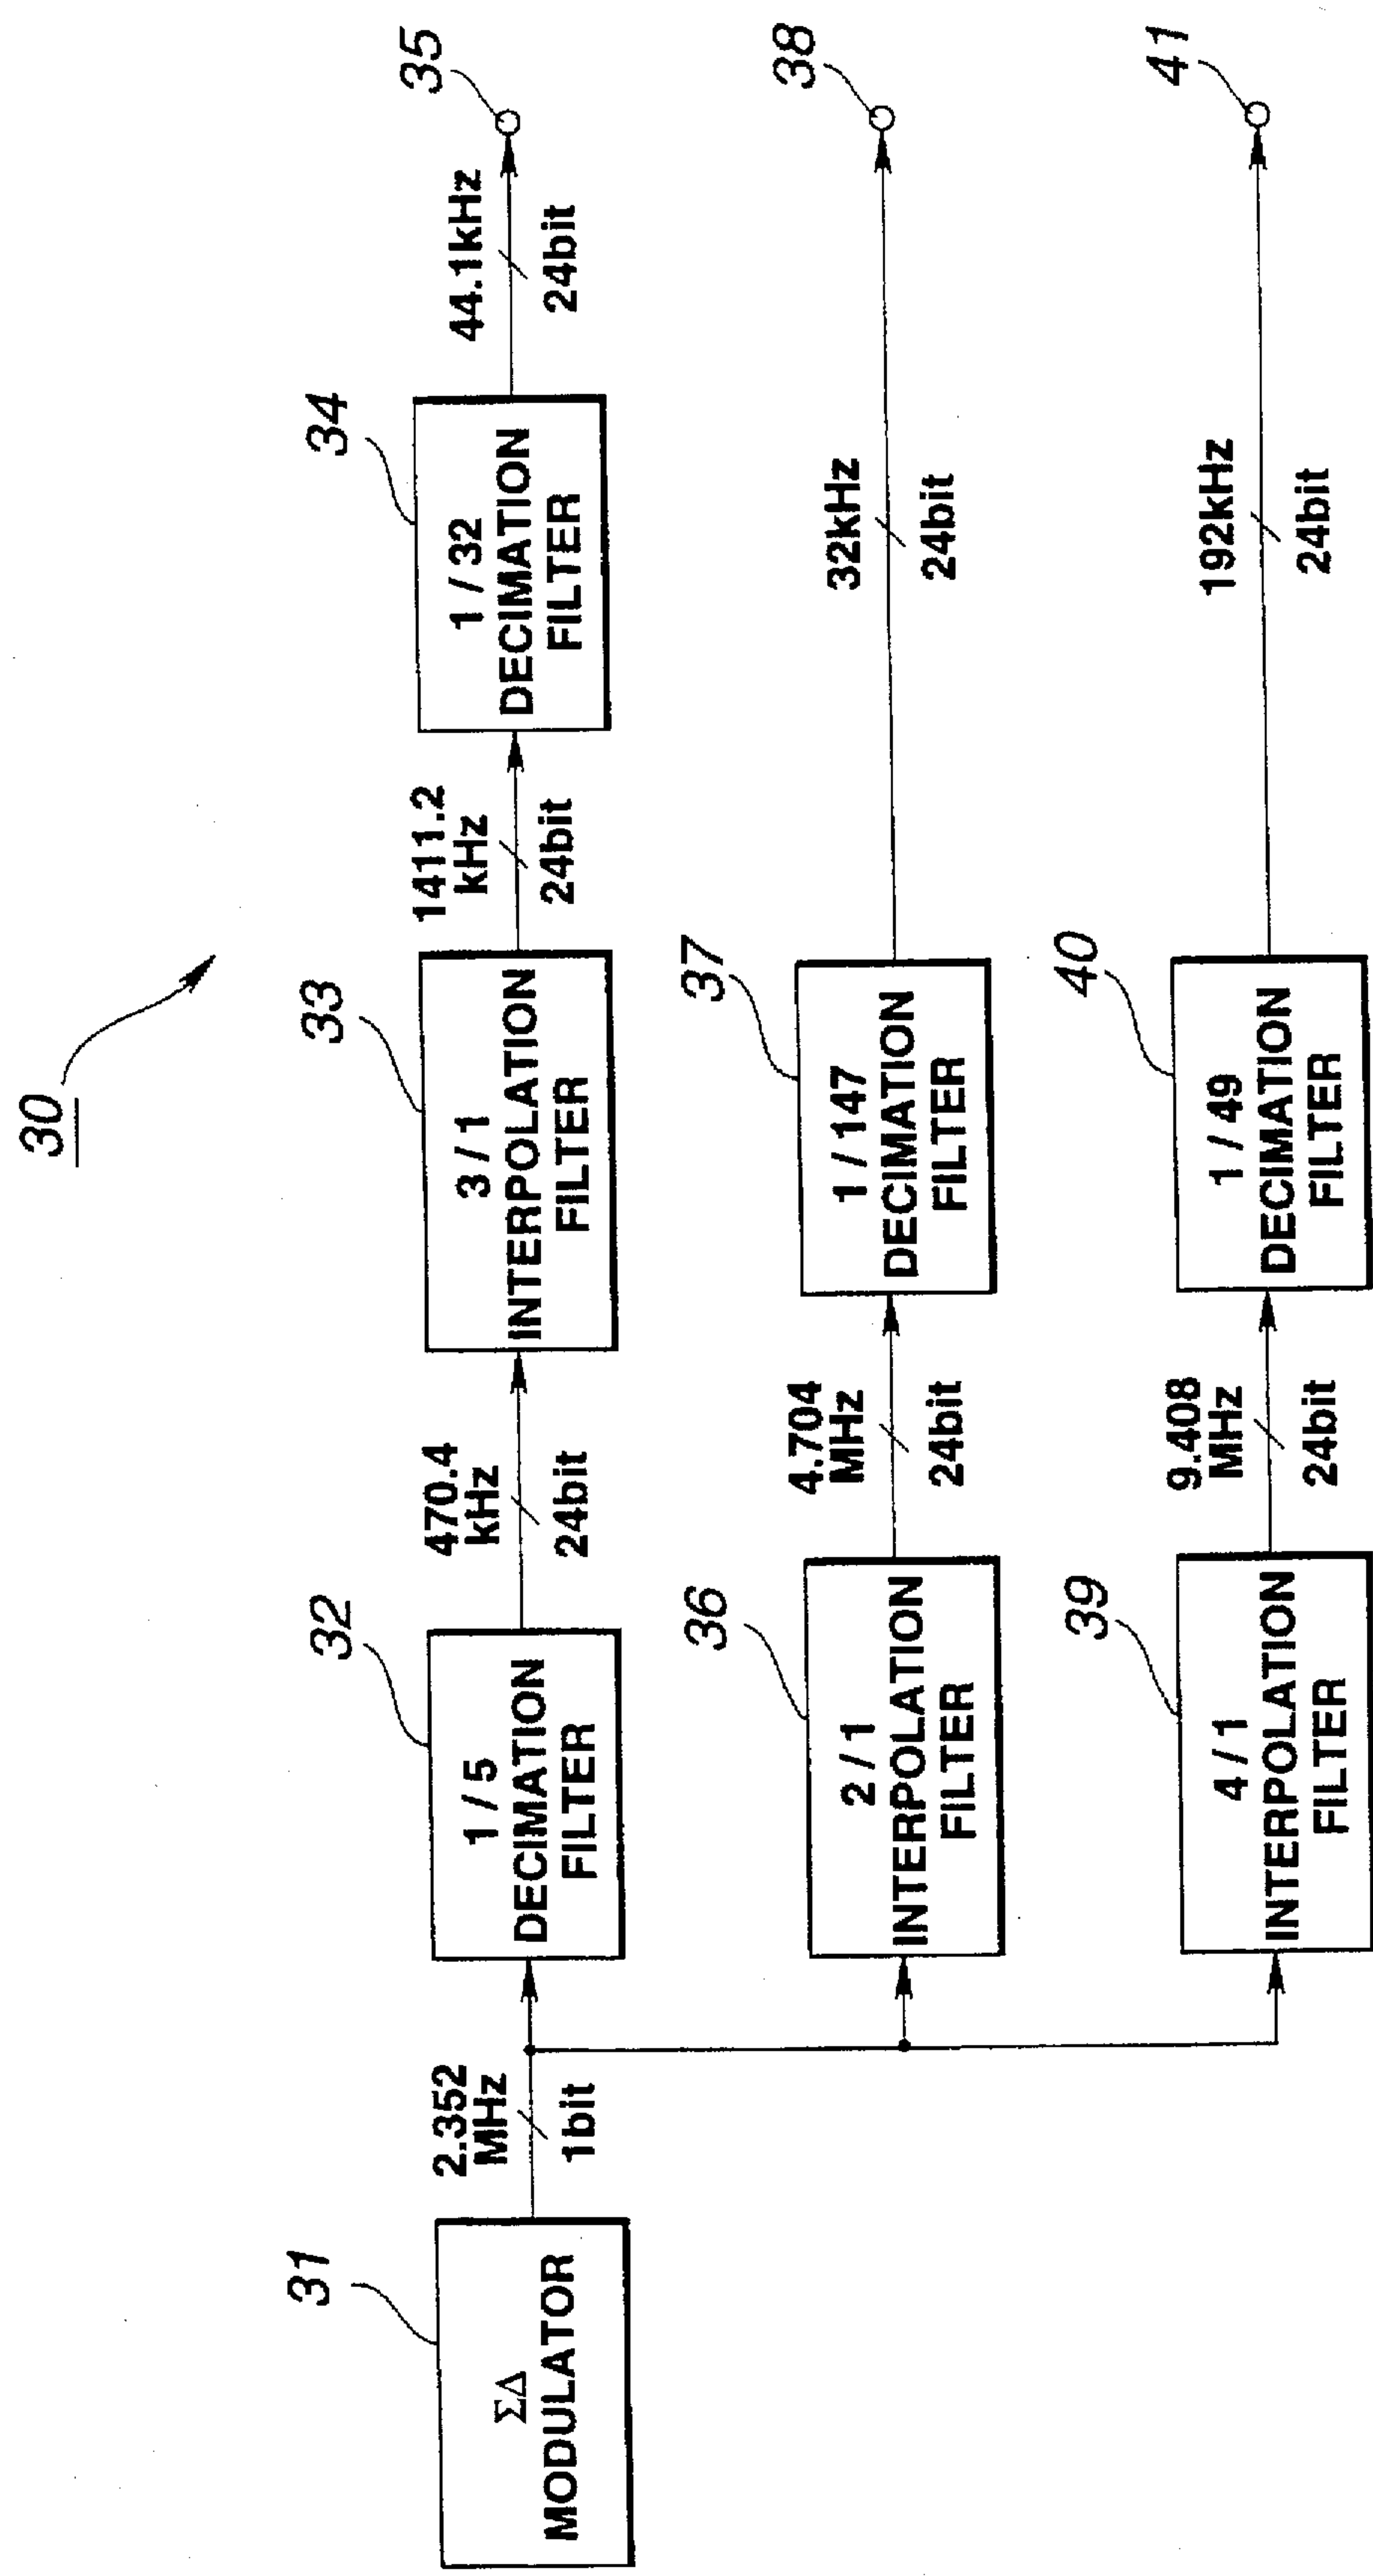 30
31
ΣΔ
MODULATOR
2.352
MHz
1bit
32
1 / 5
DECIMATION
FILTER
470.4
kHz
24bit
33
3 / 1
INTERPOLATION
FILTER
1411.2
kHz
24bit
34
1 / 32
DECIMATION
FILTER
44.1kHz
24bit
35
36
2 / 1
INTERPOLATION
FILTER
4.704
MHz
24bit
37
1 / 147
DECIMATION
FILTER
32kHz
24bit
38
39
4 / 1
INTERPOLATION
FILTER
9.408
MHz
24bit
40
1 / 49
DECIMATION
FILTER
192kHz
24bit
41